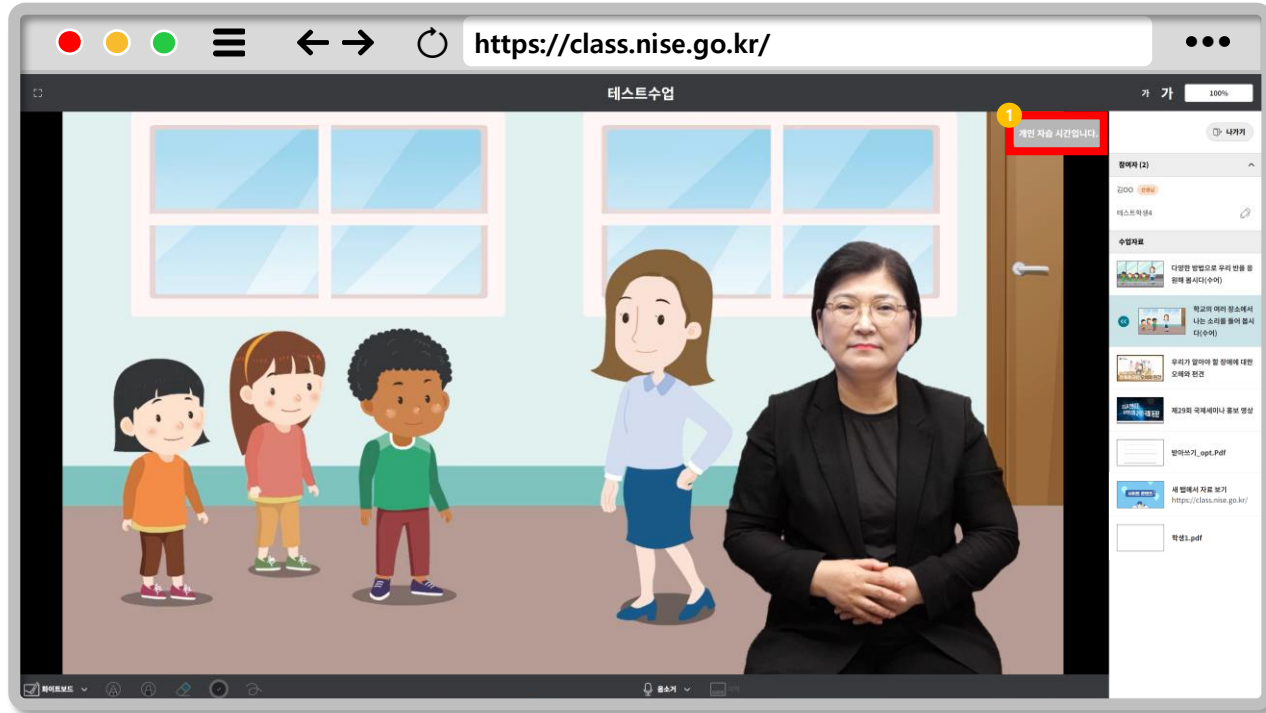 https://class.nise.go.kr/
테스트수업
가 가 100%
1
개인 자습 시간입니다.
나가기
참여자 (2)
김OO 선생님
테스트학생4
수업자료
다양한 방법으로 우리 반을 응
원해 봅시다(수어)
학교의 여러 장소에서
나는 소리를 들어 봅시
다(수어)
우리가 알아야 할 장애에 대한
오해와 편견
제29회 국제세미나 홍보 영상
받아쓰기_opt.Pdf
새 탭에서 자료 보기
https://class.nise.go.kr/
학생1.pdf
화이트보드
음소거